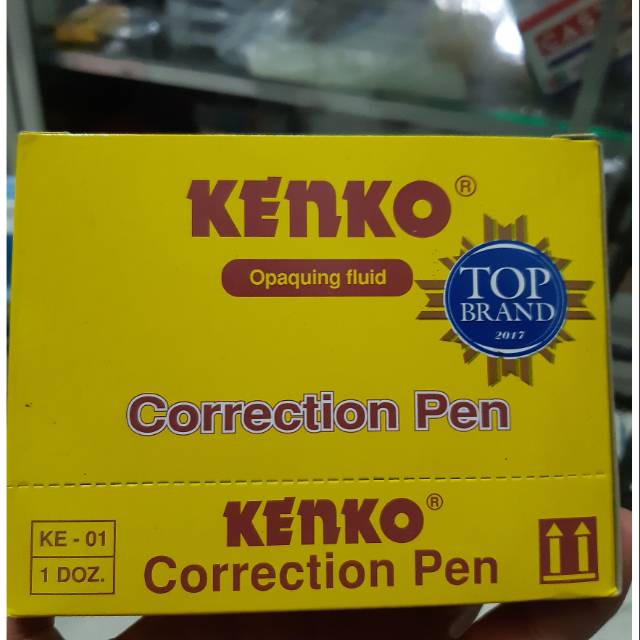 KENKO®
Opaquing fluid
TOP
BRAND
2017
Correction Pen
KE - 01
1 DOZ.
KENKO®
Correction Pen